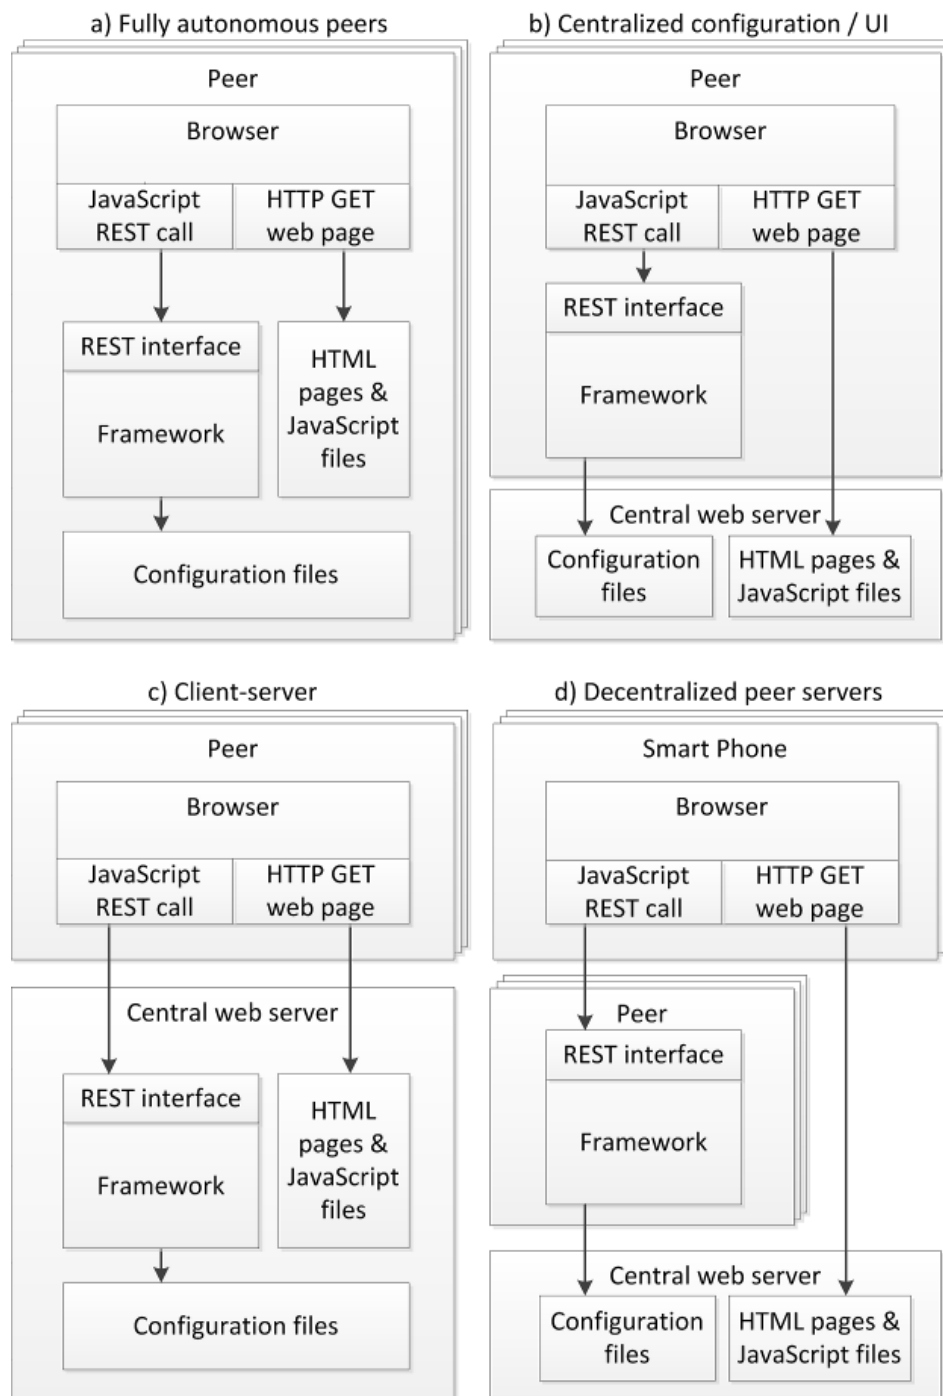 a) Fully autonomous peers
Peer
Browser
JavaScript
REST call
HTTP GET
web page
REST interface
Framework
HTML
pages &
JavaScript
files
Configuration files
b) Centralized configuration / UI
Peer
Browser
JavaScript
REST call
HTTP GET
web page
REST interface
Framework
Central web server
Configuration
files
HTML pages &
JavaScript files
c) Client-server
Peer
Browser
JavaScript
REST call
HTTP GET
web page
Central web server
REST interface
Framework
HTML
pages &
JavaScript
files
Configuration files
d) Decentralized peer servers
Smart Phone
Browser
JavaScript
REST call
HTTP GET
web page
Peer
REST interface
Framework
Central web server
Configuration
files
HTML pages &
JavaScript files